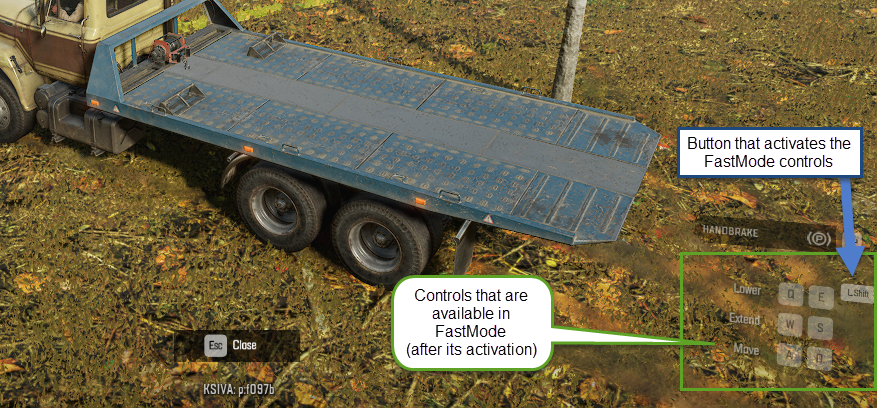 Button that activates the
FastMode controls
HANDBRAKE (P)
Lower Q E L.Shift
Extend W S
Move A D
Controls that are
available in
FastMode
(after its activation)
Esc Close
KSIVA: p.f097b